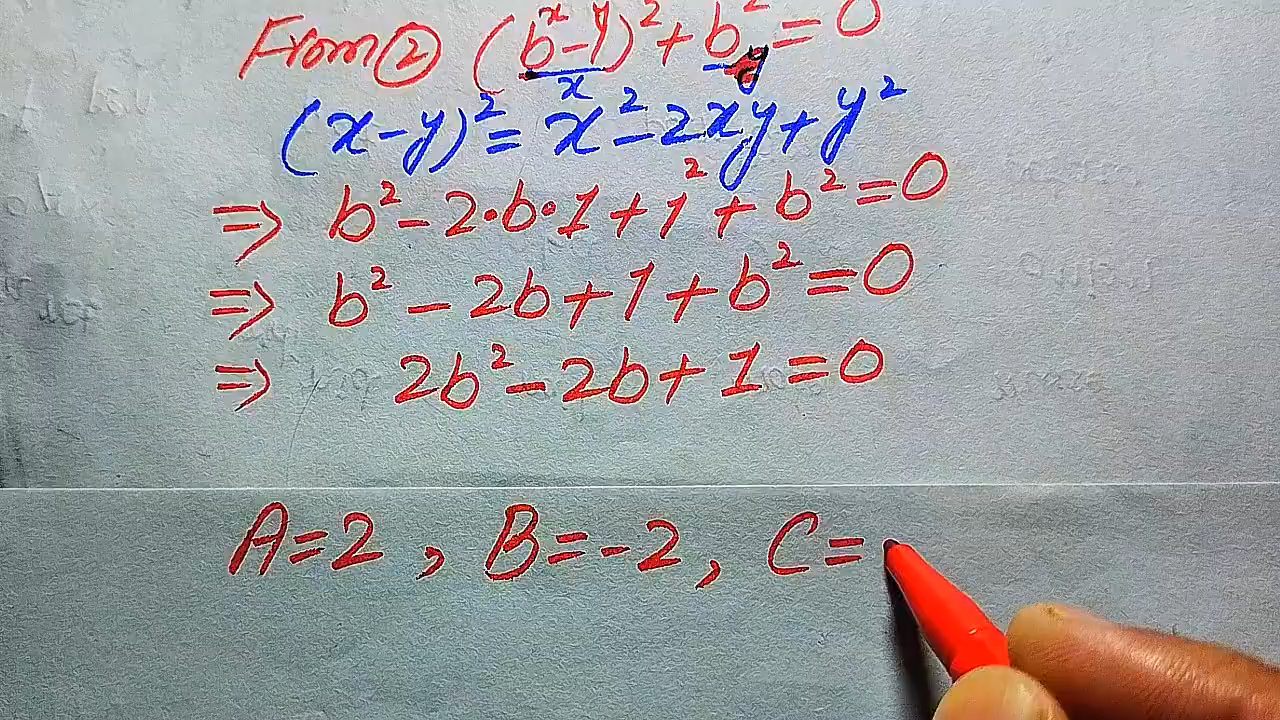 From ② (b-1)² + b² = 0
x y
x
(x-y)² = x² - 2xy + y²
⇒ b² - 2·b·1 + 1² + b² = 0
⇒ b² - 2b + 1 + b² = 0
⇒ 2b² - 2b + 1 = 0
A = 2 , B = -2 , C =